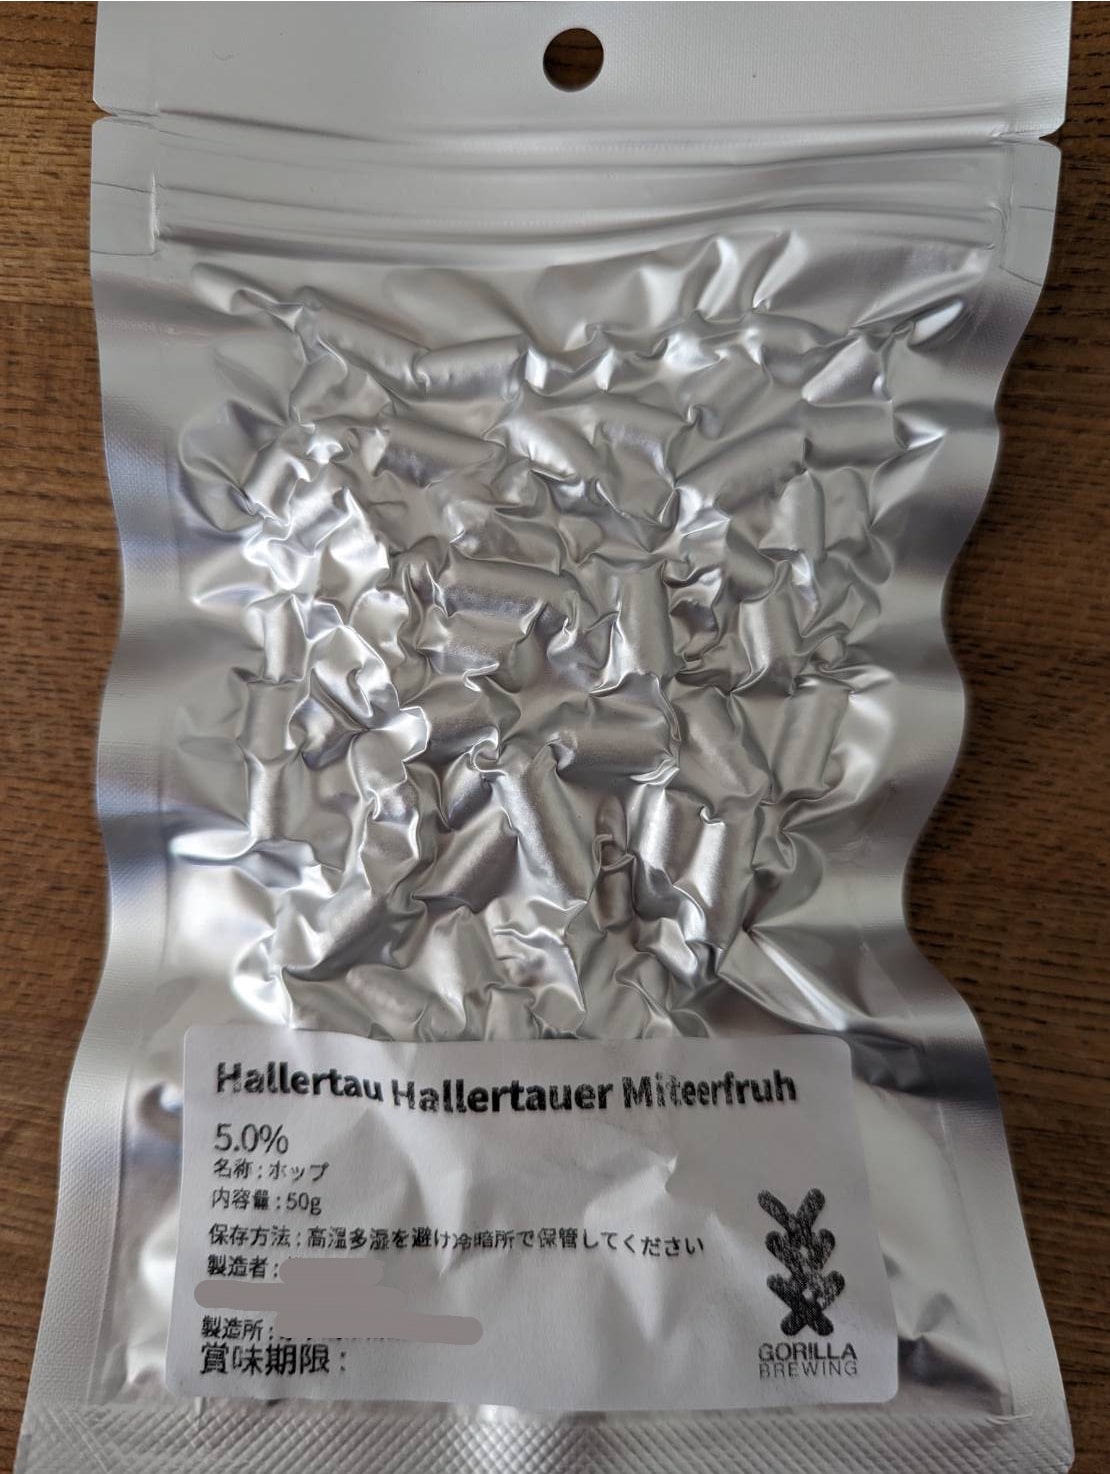 Hallertau Hallertauer Miteerfruh
5.0%
名称 : ホップ
内容量 : 50g
保存方法 : 高温多湿を避け冷暗所で保管してください
製造者 :
製造所 :
賞味期限 :
GORILLA
BREWING